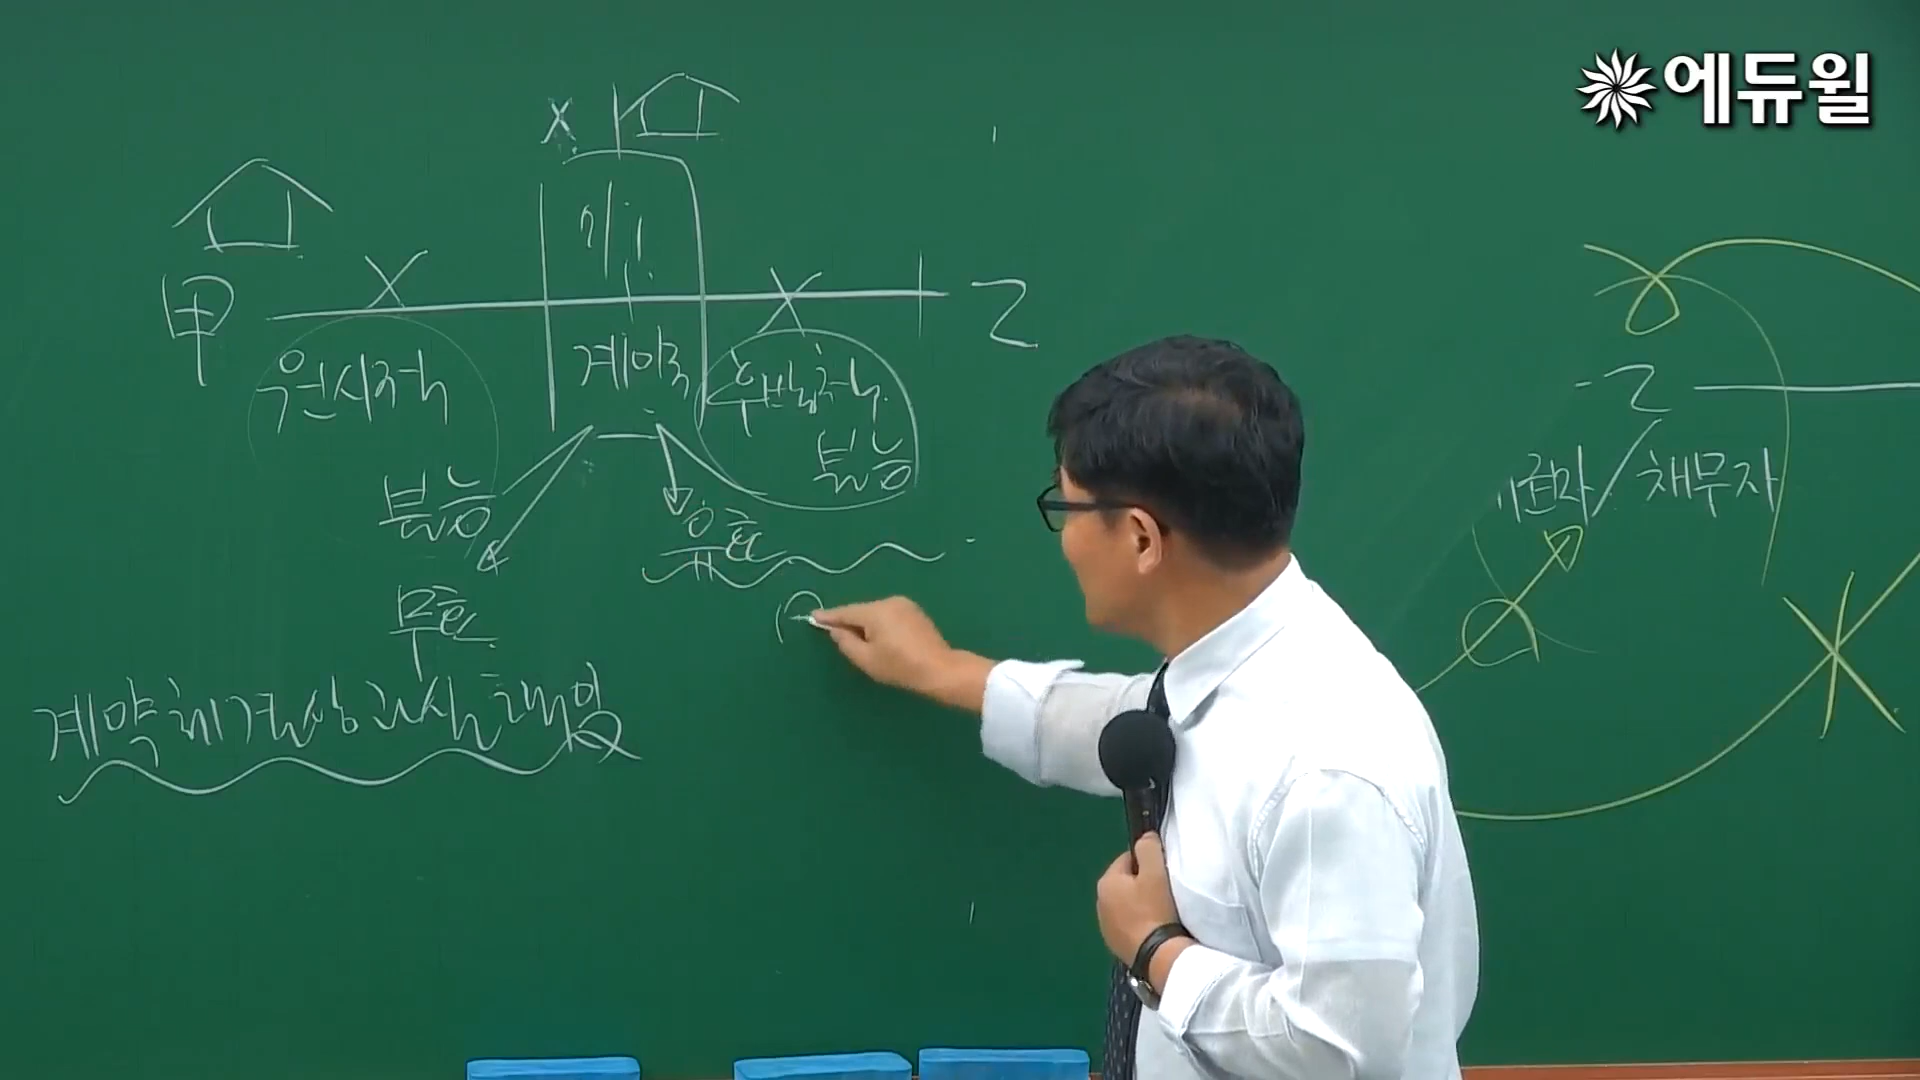 에듀윌
X
X
X
甲
乙
계약
원시적
불능
후발적
불능
유효
무효
계약체결상과실책임
乙
채무자